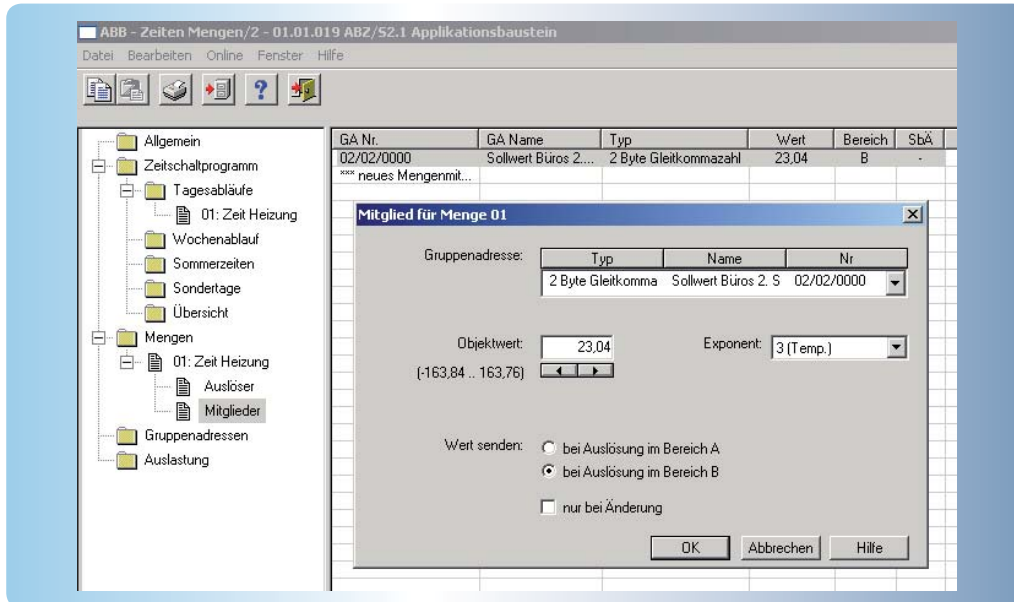 ABB - Zeiten Mengen/2 - 01.01.019 ABZ/S2.1 Applikationsbaustein
Datei Bearbeiten Online Fenster Hilfe
Allgemein
Zeitschaltprogramm
Tagesabläufe
01: Zeit Heizung
Wochenablauf
Sommerzeiten
Sondertage
Übersicht
Mengen
01: Zeit Heizung
Auslöser
Mitglieder
Gruppenadressen
Auslastung
GA Nr. GA Name Typ Wert Bereich SbÄ
02/02/0000 Sollwert Büros 2.... 2 Byte Gleitkommazahl 23,04 B -
*** neues Mengenmit...
Mitglied für Menge 01
Gruppenadresse: Typ Name Nr
2 Byte Gleitkomma Sollwert Büros 2. S 02/02/0000
Objektwert: 23,04 Exponent: 3 (Temp.)
(-163,84 .. 163,76)
Wert senden: bei Auslösung im Bereich A
bei Auslösung im Bereich B
nur bei Änderung
OK Abbrechen Hilfe